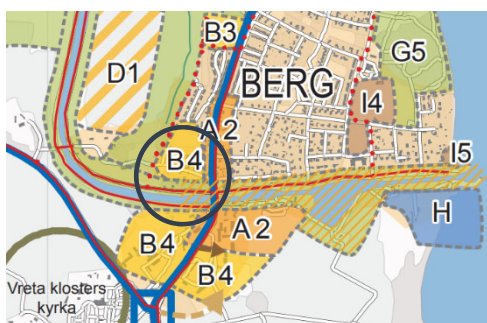 B3
D1
G5
BERG
I4
A2
B4
I5
B4
A2
H
B4
Vreta klosters
kyrka